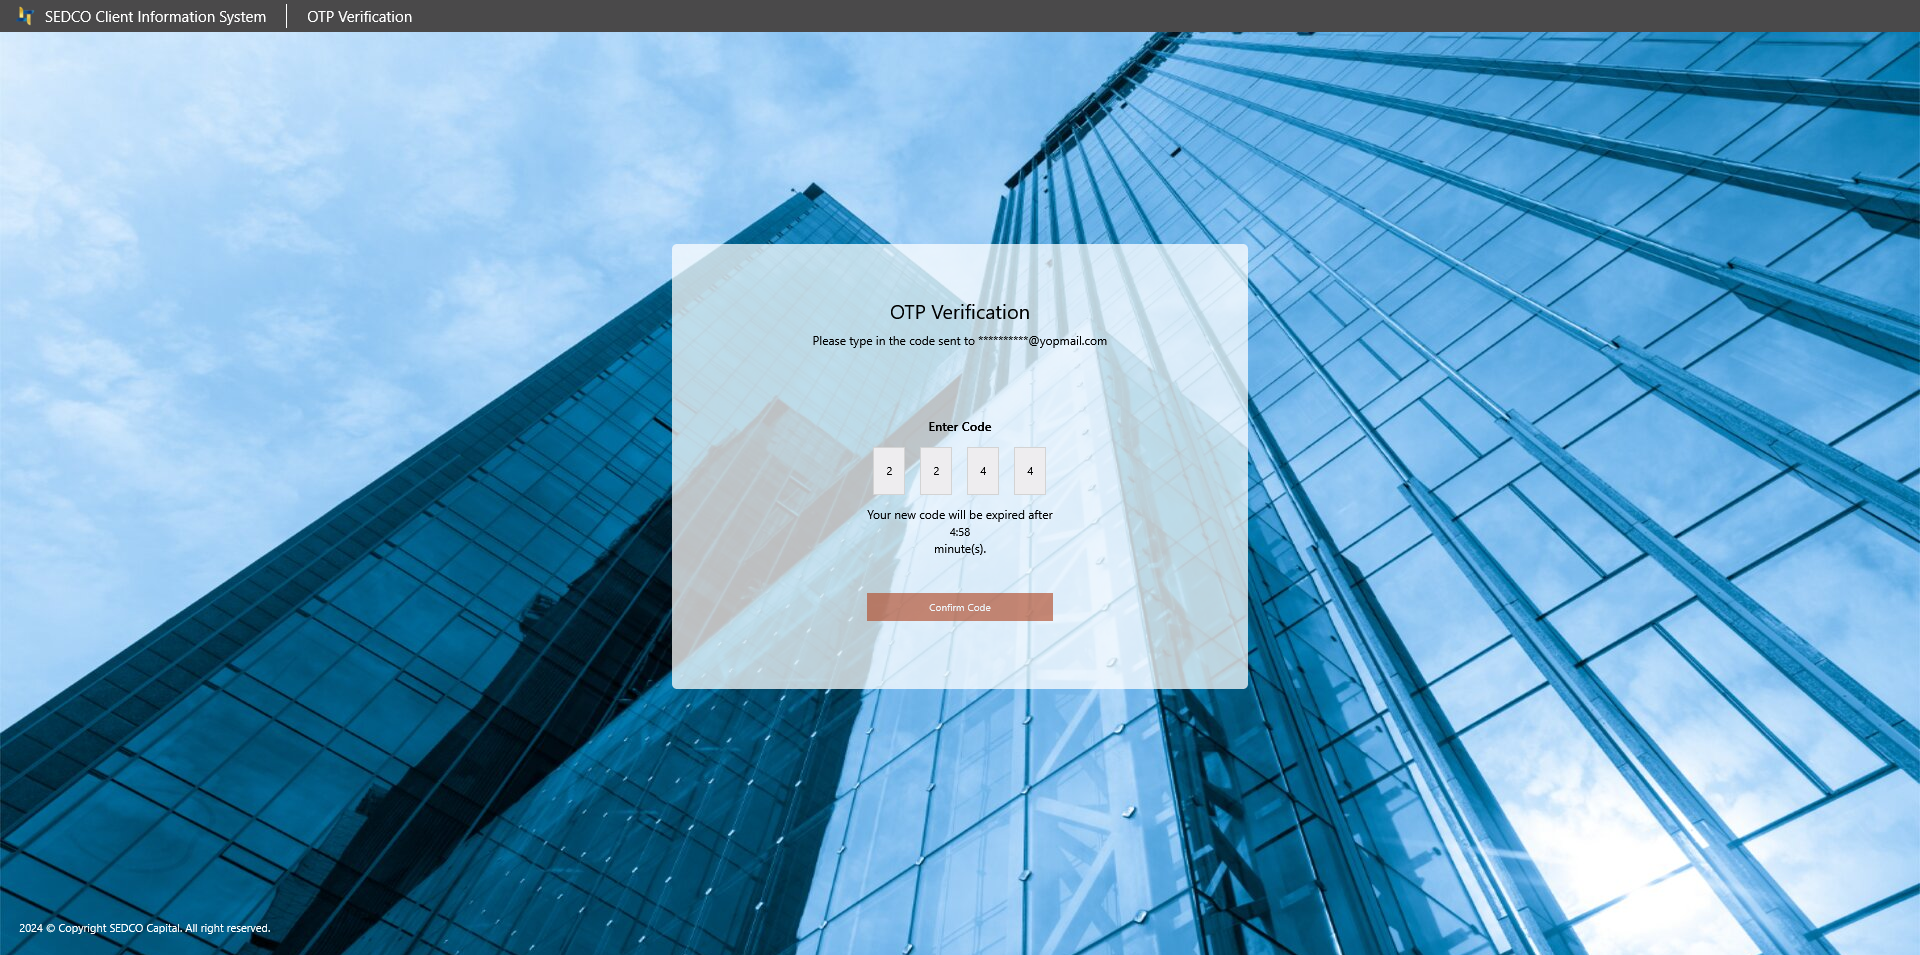 SEDCO Client Information System
OTP Verification
OTP Verification
Please type in the code sent to **********@yopmail.com
Enter Code
2 2 4 4
Your new code will be expired after
4:58
minute(s).
Confirm Code
2024 © Copyright SEDCO Capital. All right reserved.